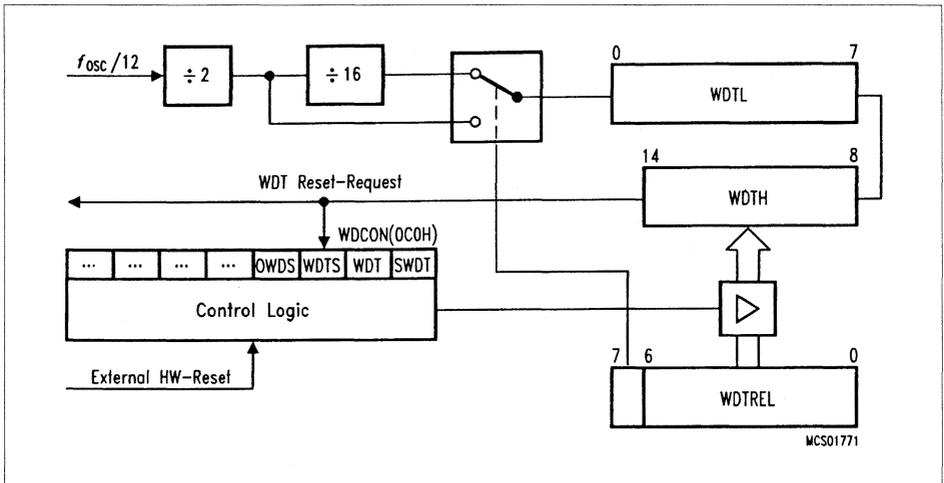 fosc/12
÷2
÷16
0 7
WDTL
14 8
WDTH
WDT Reset-Request
WDCON(0C0H)
... ... ... ... OWDS WDTS WDT SWDT
Control Logic
External HW-Reset
7 6 0
WDTREL
MCS01771